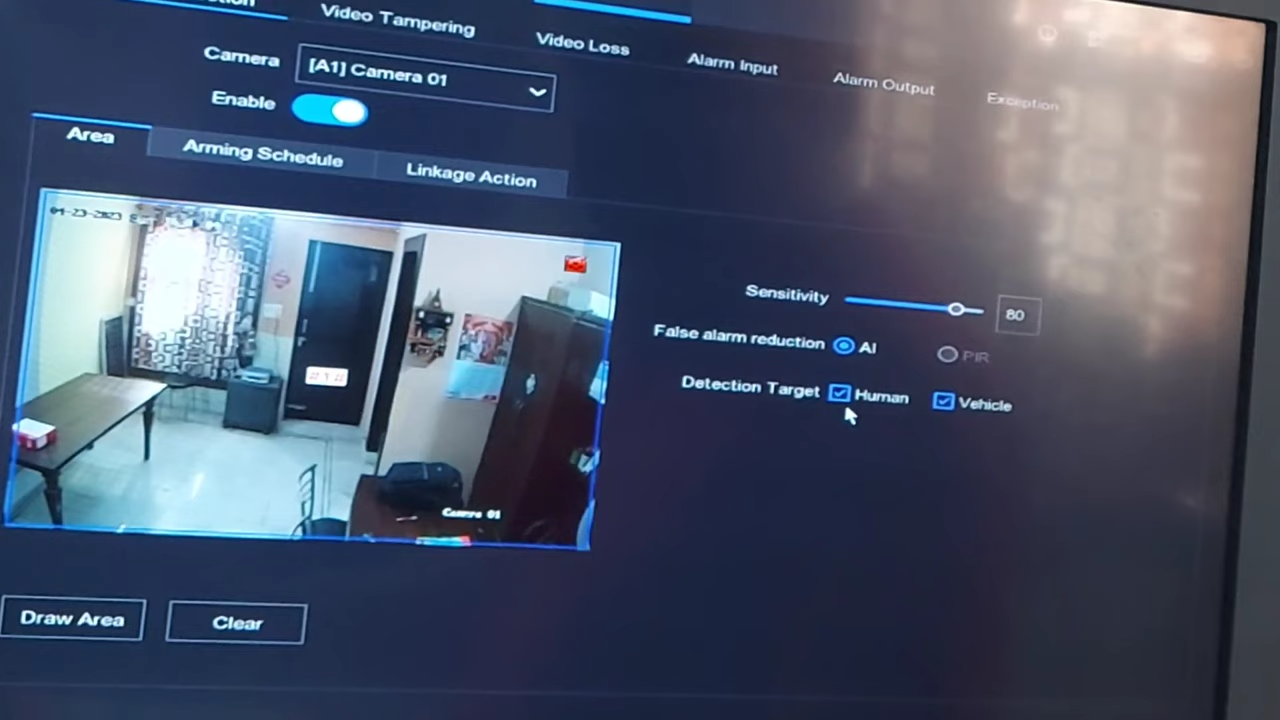 Video Tampering
Video Loss
Alarm Input
Alarm Output
Exception
Camera
[A1] Camera 01
Enable
Area
Arming Schedule
Linkage Action
Camera 01
Sensitivity
80
False alarm reduction
AI
PIR
Detection Target
Human
Vehicle
Draw Area
Clear